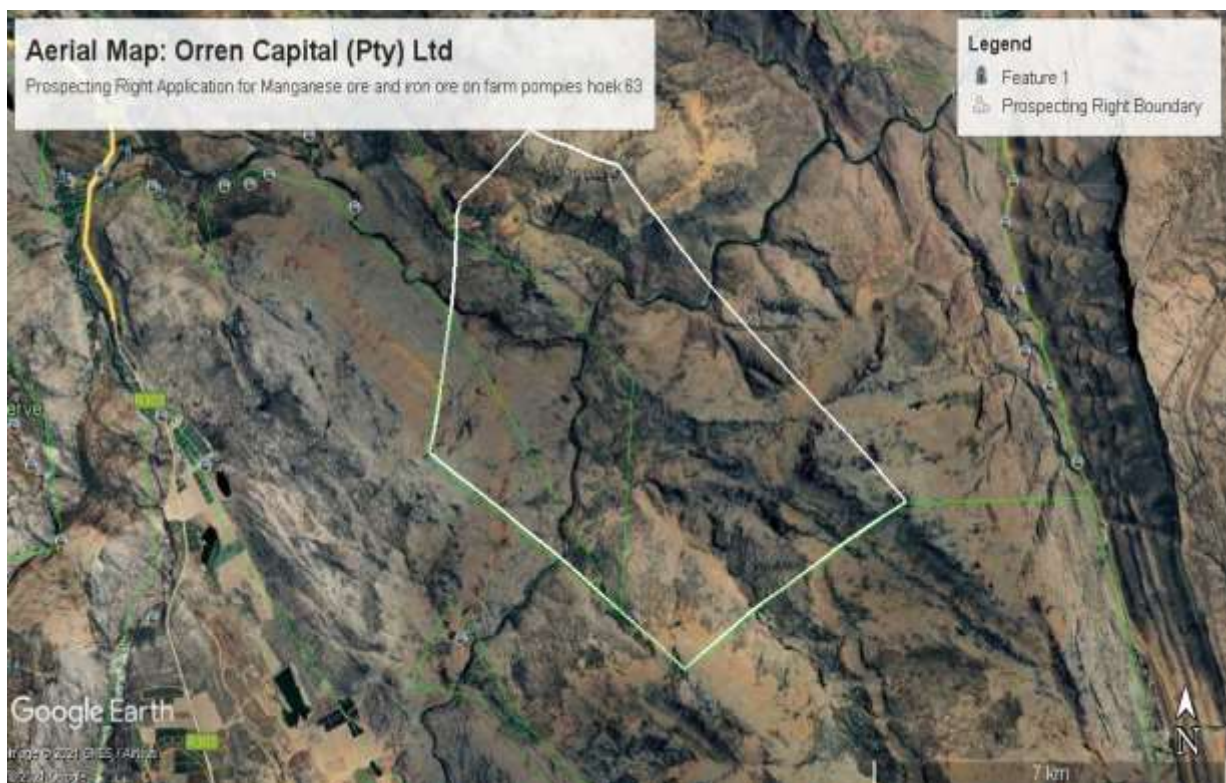 Aerial Map: Orren Capital (Pty) Ltd
Prospecting Right Application for Manganese ore and iron ore on farm pompies hoek 63
Legend
Feature 1
Prospecting Right Boundary
Google Earth
7 km
N